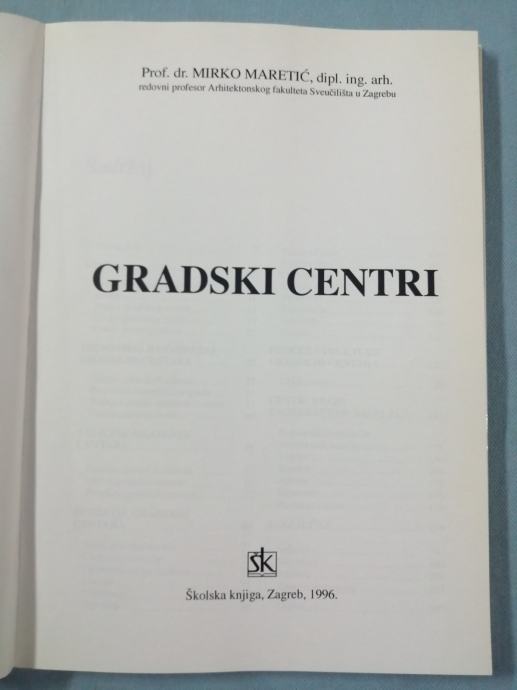 Prof. dr. MIRKO MARETIĆ, dipl. ing. arh.
redovni profesor Arhitektonskog fakulteta Sveučilišta u Zagrebu
GRADSKI CENTRI
šk
Školska knjiga, Zagreb, 1996.